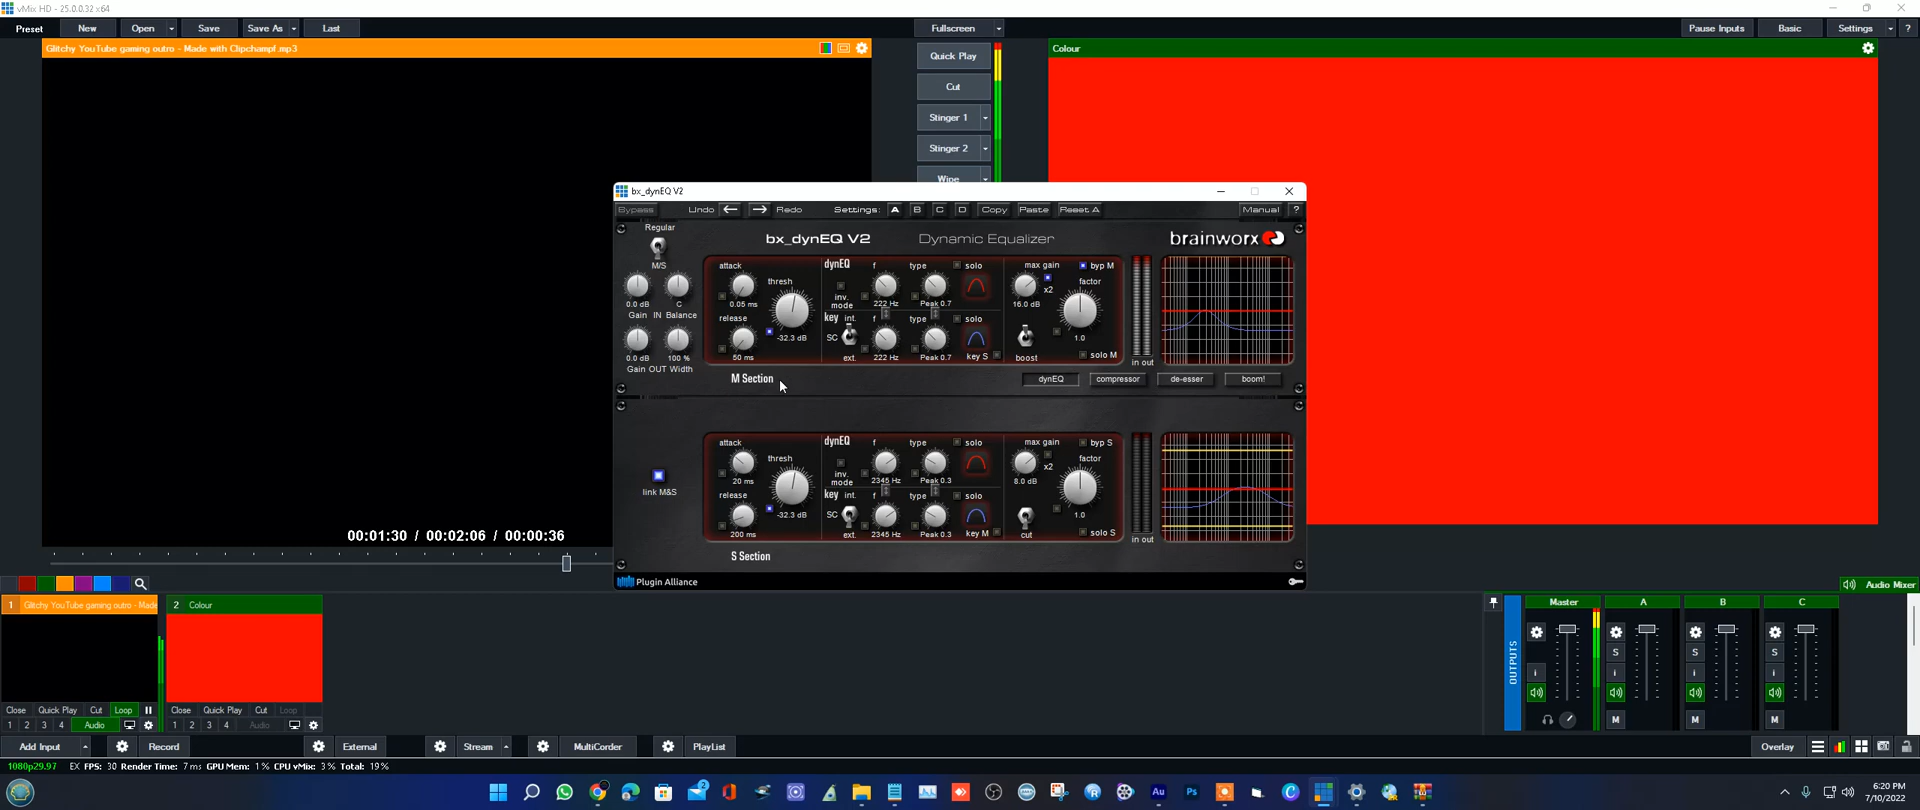 vMix HD - 25.0.0.32 x64
Preset New Open Save Save As Last Fullscreen Pause Inputs Basic Settings ?
Glitchy YouTube gaming outro - Made with Clipchampf.mp3
Quick Play
Cut
Stinger 1
Stinger 2
Wipe
Colour
bx_dynEQ V2
Bypass Undo Redo Settings: A B C D Copy Paste Reset A Manual ?
Regular
M/S
bx_dynEQ V2 Dynamic Equalizer brainworx
0.0 dB C
Gain IN Balance
0.0 dB 100 %
Gain OUT Width
attack thresh dynEQ f type solo max gain byp M
0.05 ms inv. mode 222 Hz Peak 0.7 16.0 dB x2 factor
release key int. f type solo
50 ms -32.3 dB SC ext. 222 Hz Peak 0.7 key S boost 1.0 solo M
in out
M Section dynEQ compressor de-esser boom!
attack thresh dynEQ f type solo max gain byp S
20 ms inv. mode 2345 Hz Peak 0.3 8.0 dB x2 factor
link M&S
release key int. f type solo
200 ms -32.3 dB SC ext. 2345 Hz Peak 0.3 key M cut 1.0 solo S
in out
S Section
Plugin Alliance
00:01:30 / 00:02:06 / 00:00:36
Audio Mixer
1 Glitchy YouTube gaming outro - Made
2 Colour
Close Quick Play Cut Loop
1 2 3 4 Audio
Close Quick Play Cut Loop
1 2 3 4 Audio
OUTPUTS
Master A B C
S S S
i i i i
M M M
Add Input Record External Stream MultiCorder PlayList Overlay
1080p29.97 EX FPS: 30 Render Time: 7 ms GPU Mem: 1 % CPU vMix: 3 % Total: 19 %
2
Au
Ps
6:20 PM
7/10/2022